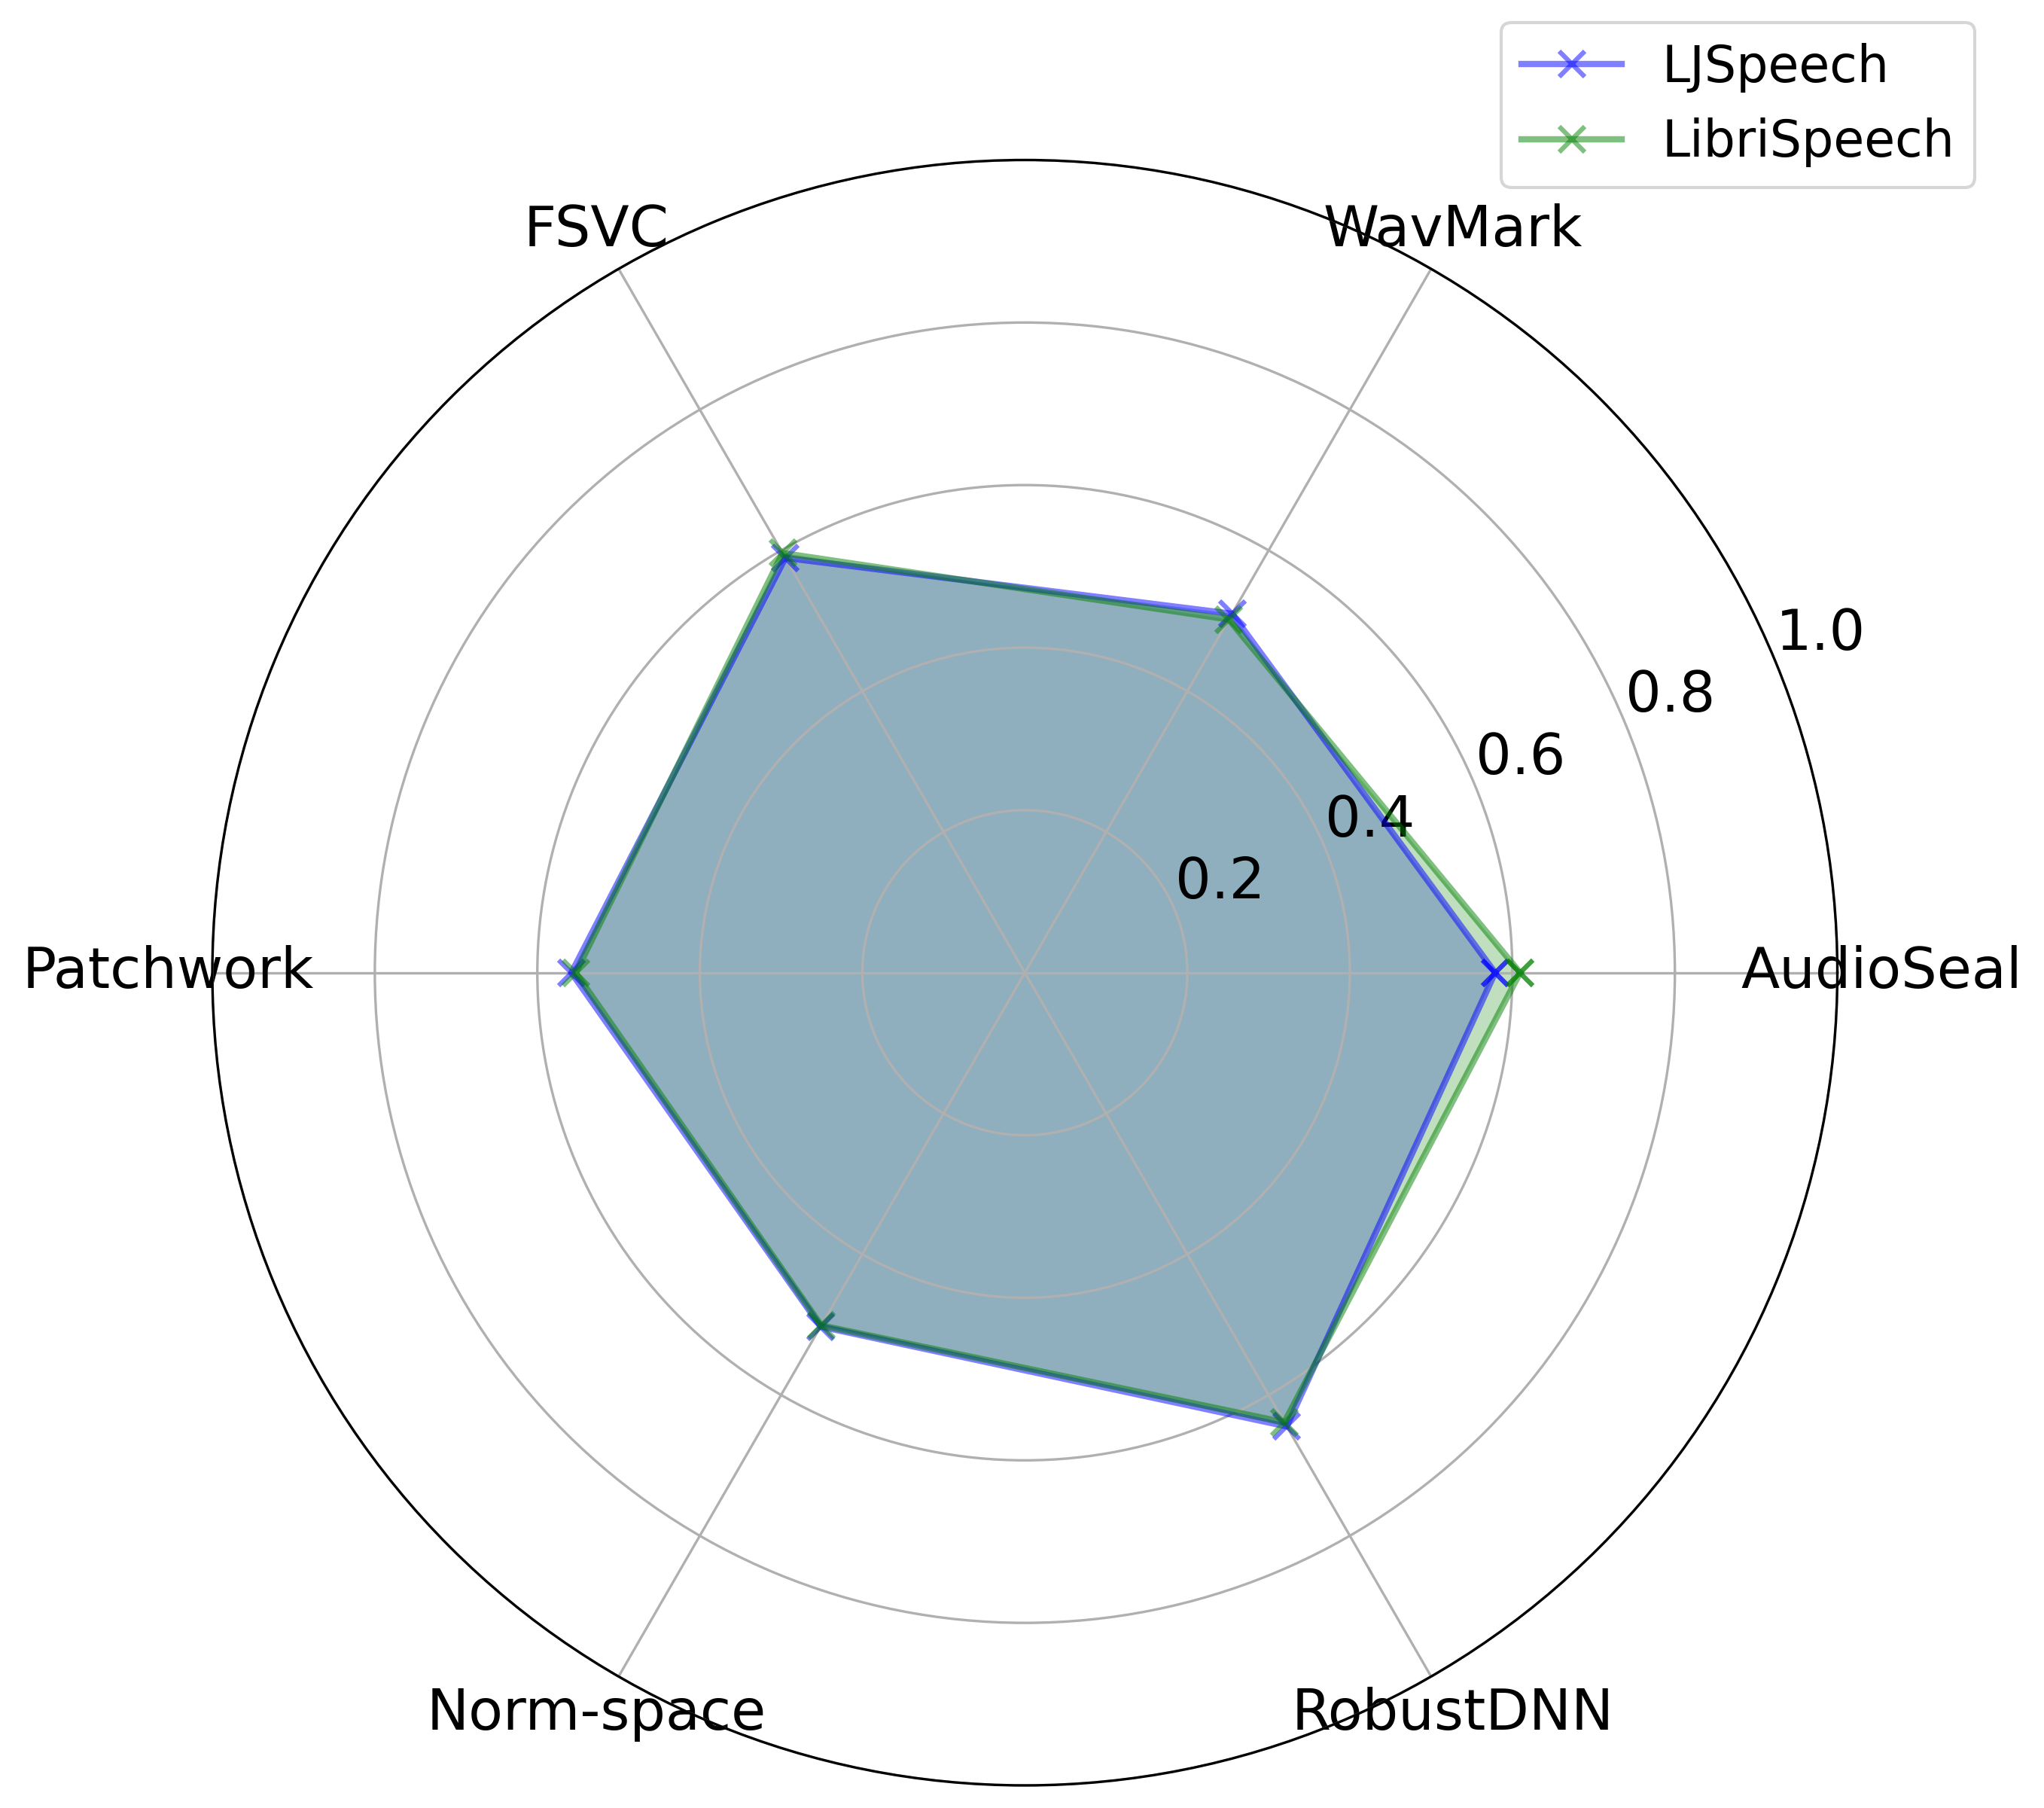 LJSpeech
LibriSpeech
FSVC
WavMark
1.0
0.8
0.6
0.4
0.2
Patchwork
AudioSeal
Norm-space
RobustDNN